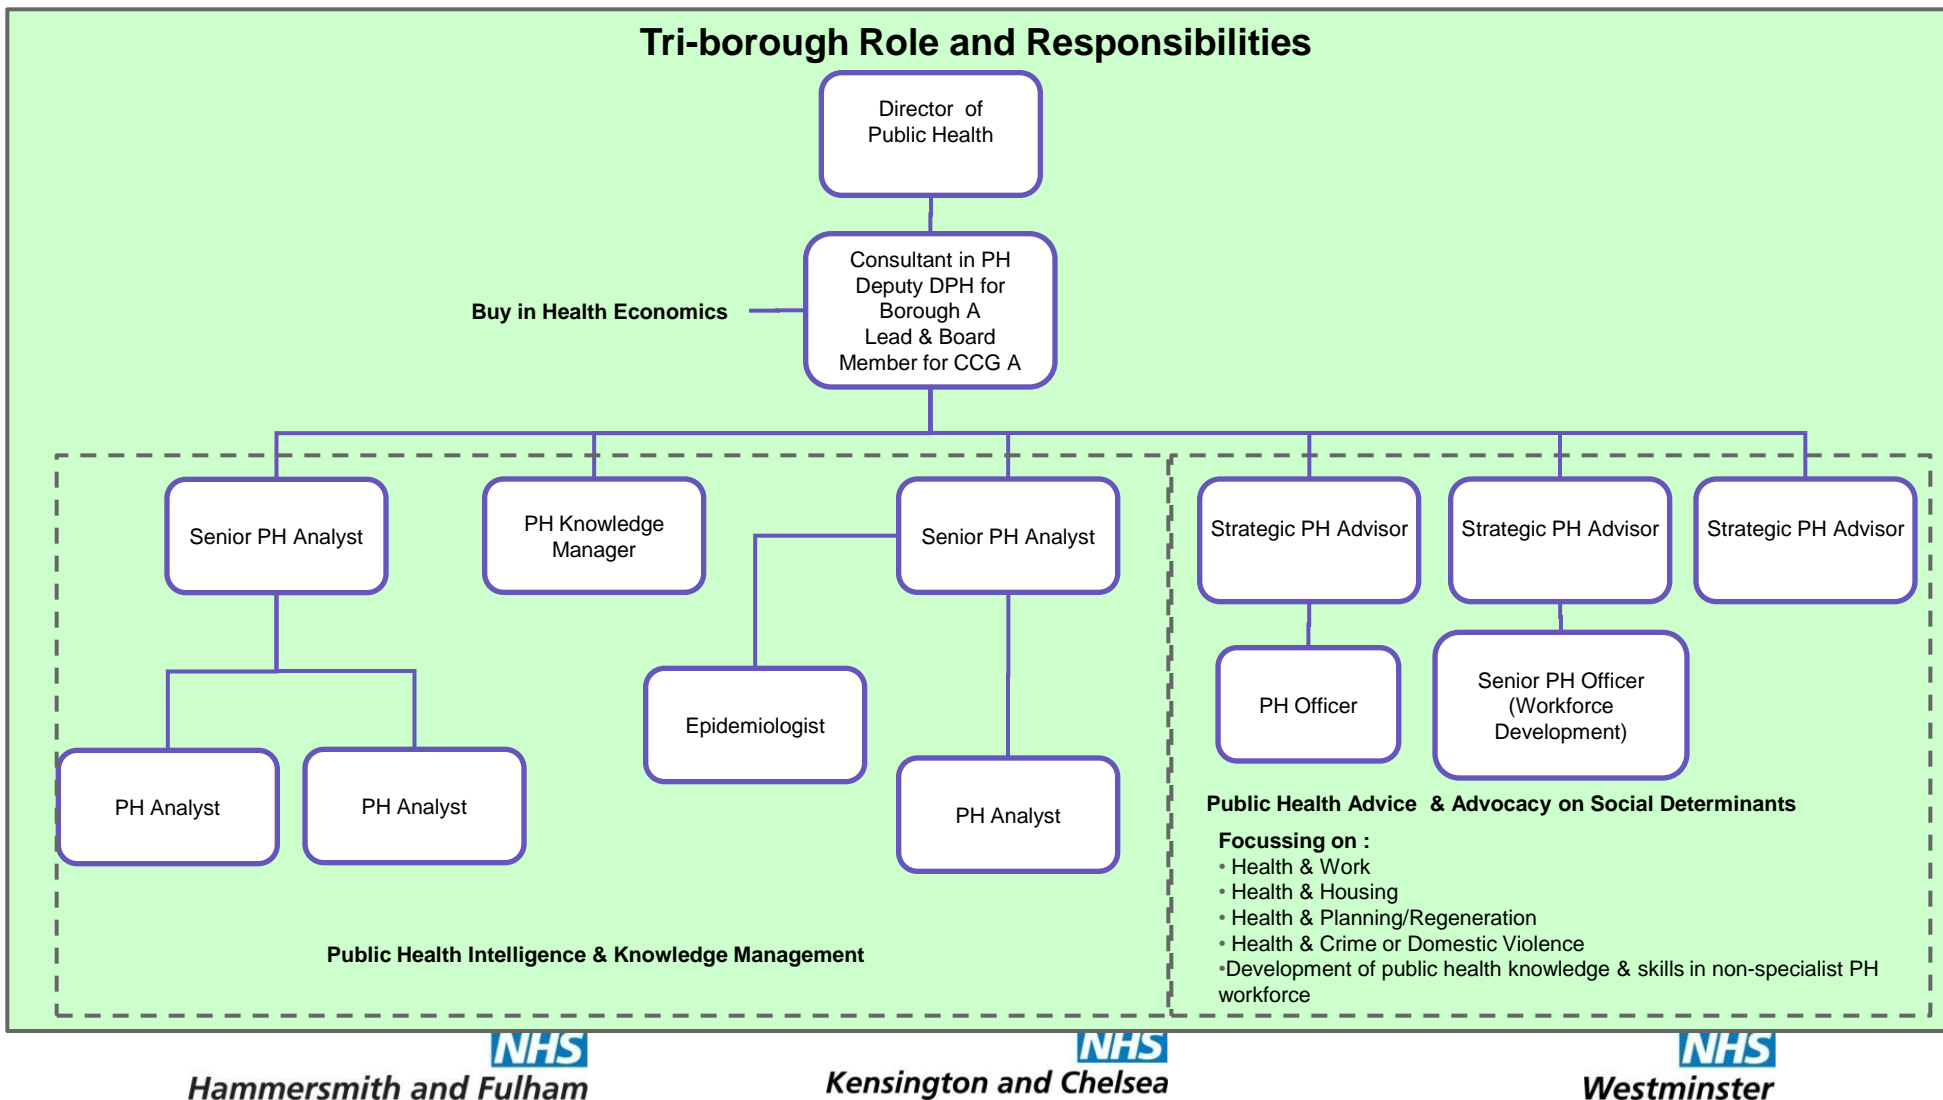 Tri-borough Role and Responsibilities
Director of
Public Health
Consultant in PH
Deputy DPH for
Borough A
Lead & Board
Member for CCG A
Buy in Health Economics
Senior PH Analyst
PH Knowledge
Manager
Senior PH Analyst
Strategic PH Advisor
Strategic PH Advisor
Strategic PH Advisor
PH Analyst
PH Analyst
Epidemiologist
PH Analyst
PH Officer
Senior PH Officer
(Workforce
Development)
Public Health Intelligence & Knowledge Management
Public Health Advice & Advocacy on Social Determinants
Focussing on :
• Health & Work
• Health & Housing
• Health & Planning/Regeneration
• Health & Crime or Domestic Violence
•Development of public health knowledge & skills in non-specialist PH
workforce
NHS
Hammersmith and Fulham
NHS
Kensington and Chelsea
NHS
Westminster